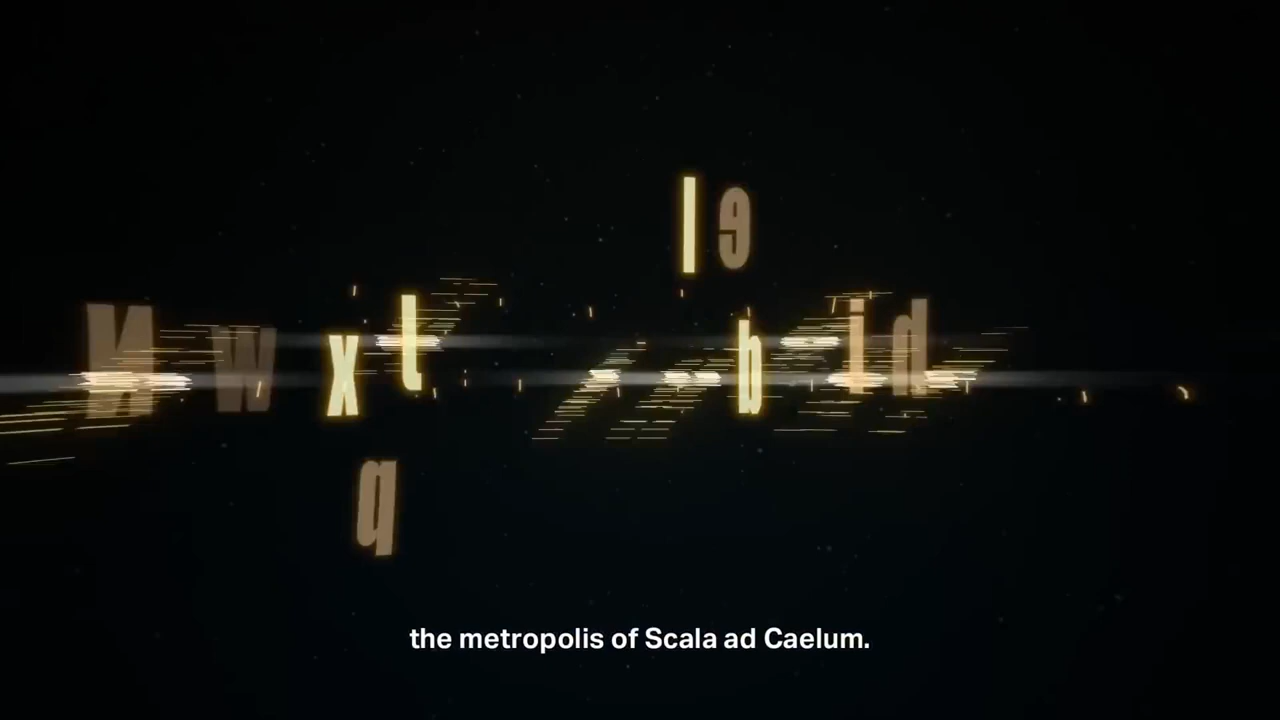 l e
N w x t b i d
q
the metropolis of Scala ad Caelum.